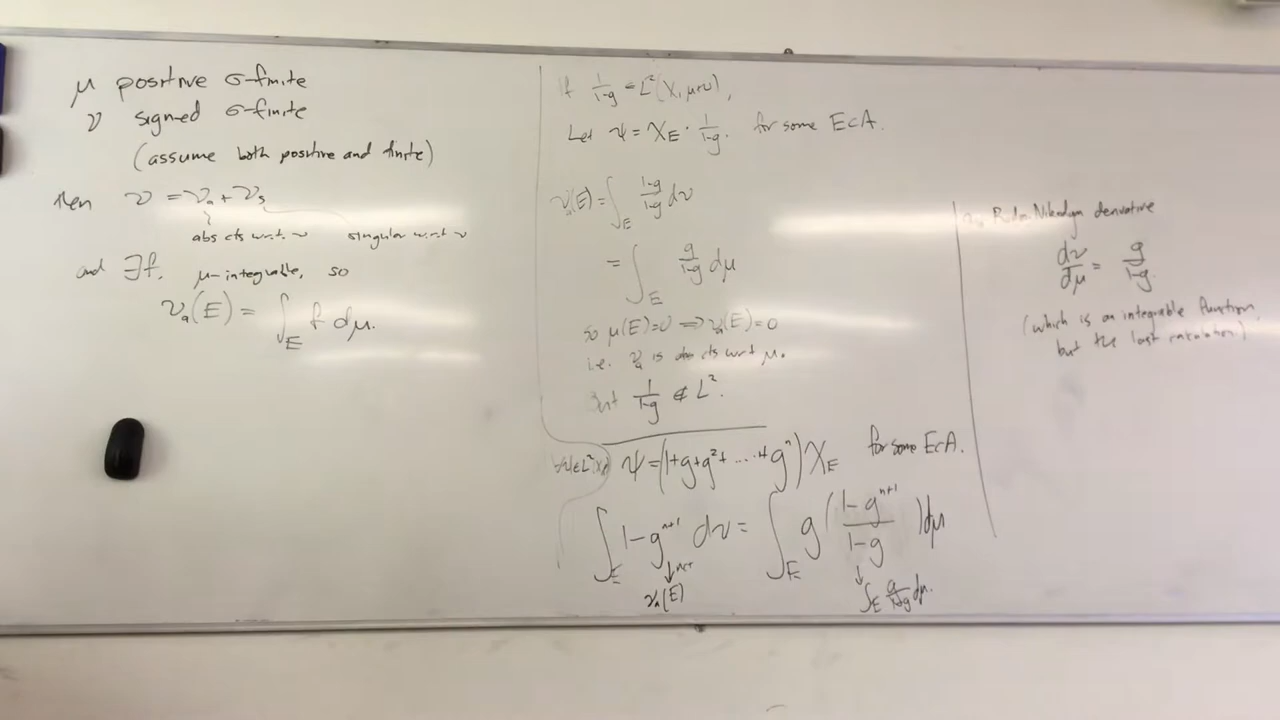 μ positive σ-finite
ν signed σ-finite
(assume both positive and finite)
then ν = ν_a + ν_s
abs cts w.r.t. ν singular w.r.t ν
and ∃f, μ-integrable, so
ν_a(E) = ∫_E f dμ.
If 1/(1-g) ∈ L²(X, μ+ν),
Let ψ = χ_E · 1/(1-g). for some E⊂A.
ν_a(E) = ∫_E (1-g)/(1-g) dν
= ∫_E g/(1-g) dμ
so μ(E)=0 ⟹ ν_a(E)=0
i.e. ν_a is abs cts wrt μ.
But 1/(1-g) ∉ L².
ψ = (1+g+g²+ ... + gⁿ) χ_E for some E⊂A.
∫_E 1-g^{n+1} dν = ∫_E g ( (1-g^{n+1})/(1-g) ) dμ
↓ ↓
ν_a(E) ∫_E g/(1-g) dμ.
Radon-Nikodym derivative
dν/dμ = g/(1-g).
(which is an integrable function,
but the last calculation)